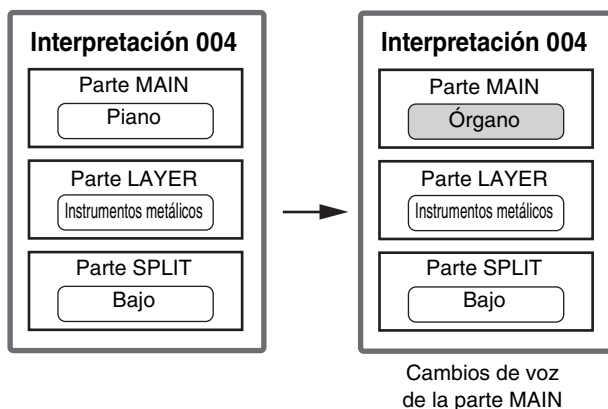 Interpretación 004
Parte MAIN
Piano
Parte LAYER
Instrumentos metálicos
Parte SPLIT
Bajo
Interpretación 004
Parte MAIN
Órgano
Parte LAYER
Instrumentos metálicos
Parte SPLIT
Bajo
Cambios de voz
de la parte MAIN